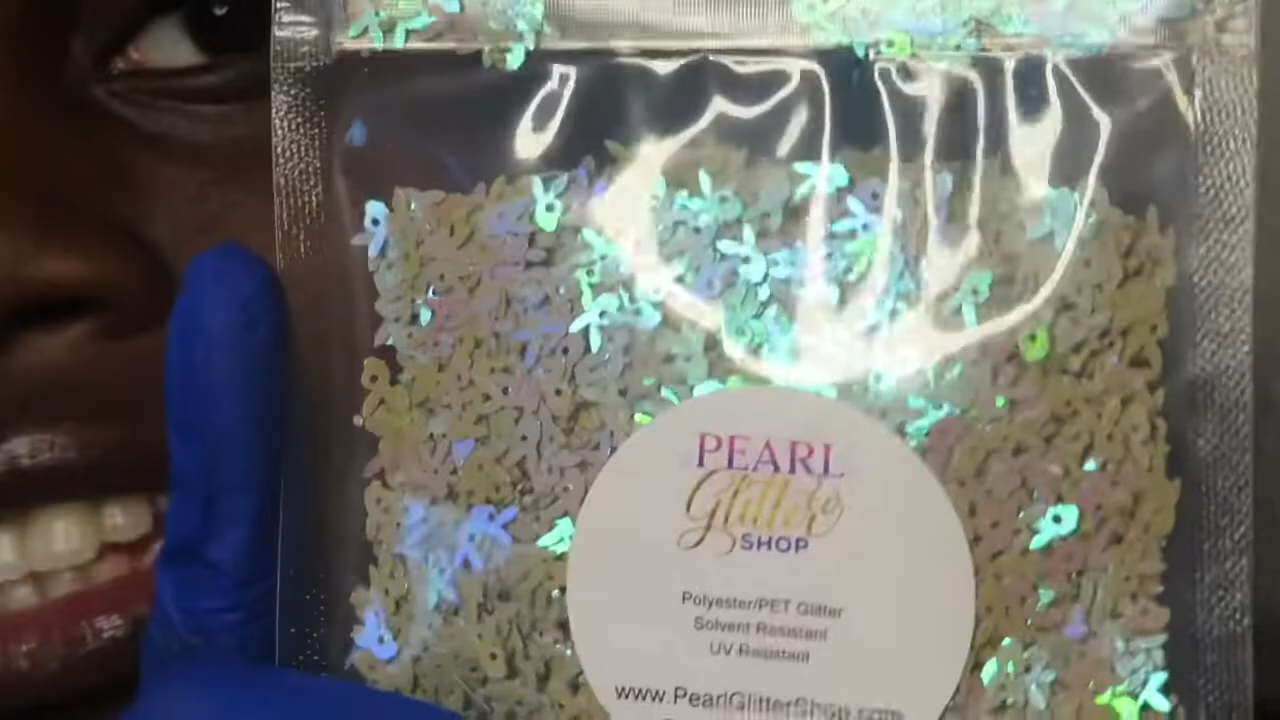 PEARL
Glitter
SHOP
Polyester/PET Glitter
Solvent Resistant
UV Resistant
www.PearlGlitterShop.com